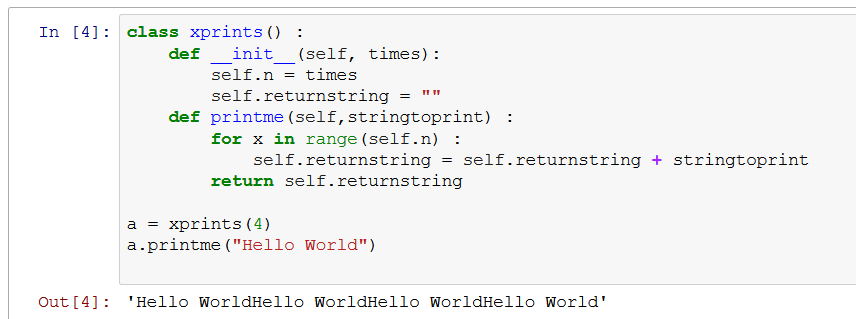 In [4]: class xprints() :
    def __init__(self, times):
        self.n = times
        self.returnstring = ""
    def printme(self,stringtoprint) :
        for x in range(self.n) :
            self.returnstring = self.returnstring + stringtoprint
        return self.returnstring

a = xprints(4)
a.printme("Hello World")

Out[4]: 'Hello WorldHello WorldHello WorldHello World'